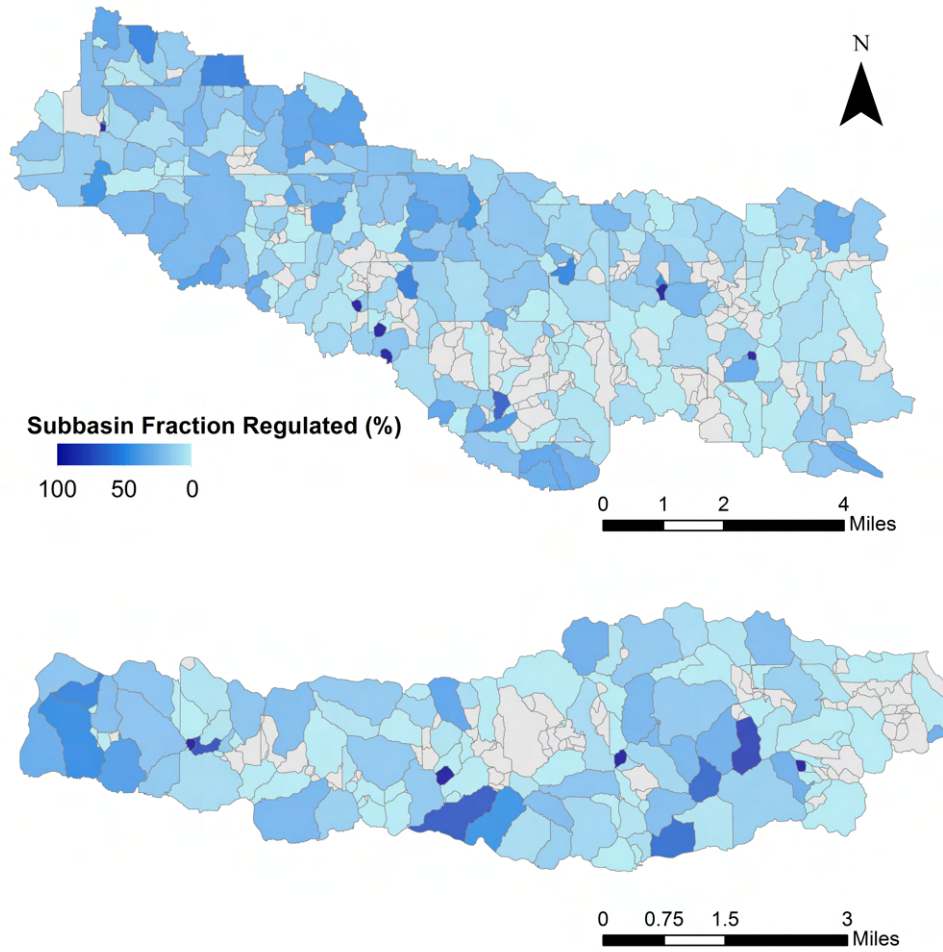 N
Subbasin Fraction Regulated (%)
100 50 0
0 1 2 4
Miles
0 0.75 1.5 3
Miles